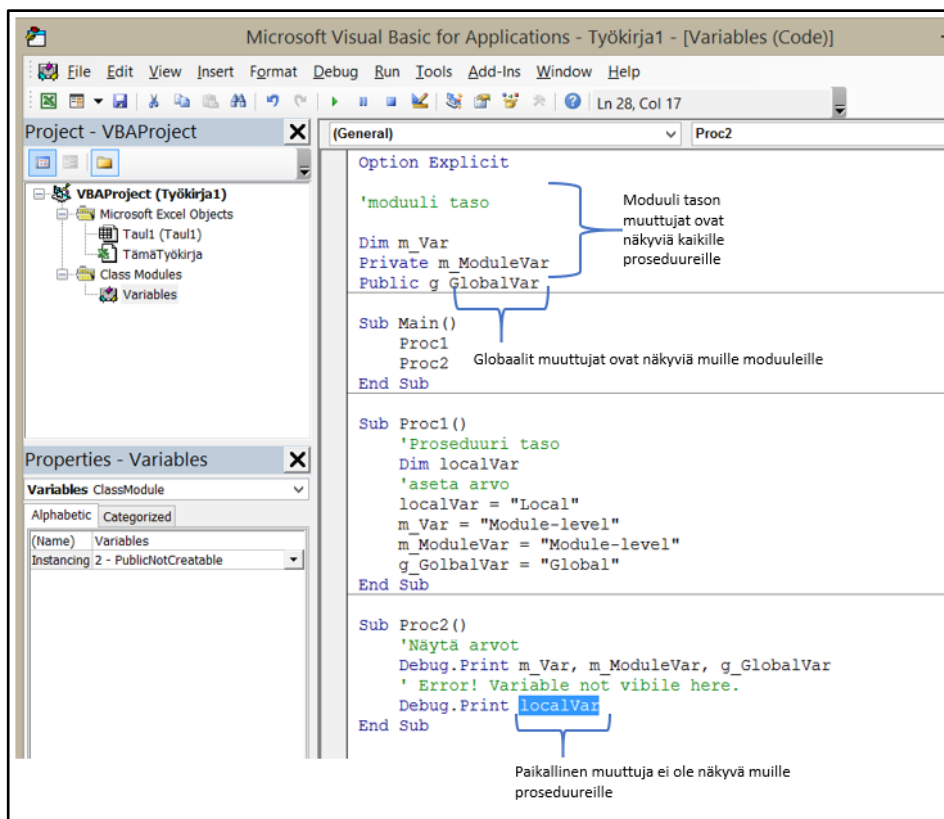 Microsoft Visual Basic for Applications - Työkirja1 - [Variables (Code)]
File Edit View Insert Format Debug Run Tools Add-Ins Window Help
Ln 28, Col 17
Project - VBAProject
VBAProject (Työkirja1)
Microsoft Excel Objects
Taul1 (Taul1)
TämäTyökirja
Class Modules
Variables
Properties - Variables
Variables ClassModule
Alphabetic Categorized
(Name) Variables
Instancing 2 - PublicNotCreatable
(General) Proc2
Option Explicit
'moduuli taso
Dim m_Var
Private m_ModuleVar
Public g_GlobalVar
Moduuli tason
muuttujat ovat
näkyviä kaikille
proseduureille
Sub Main()
Proc1
Proc2
End Sub
Globaalit muuttujat ovat näkyviä muille moduuleille
Sub Proc1()
'Proseduuri taso
Dim localVar
'aseta arvo
localVar = "Local"
m_Var = "Module-level"
m_ModuleVar = "Module-level"
g_GolbalVar = "Global"
End Sub
Sub Proc2()
'Näytä arvot
Debug.Print m_Var, m_ModuleVar, g_GlobalVar
' Error! Variable not vibile here.
Debug.Print localVar
End Sub
Paikallinen muuttuja ei ole näkyvä muille
proseduureille